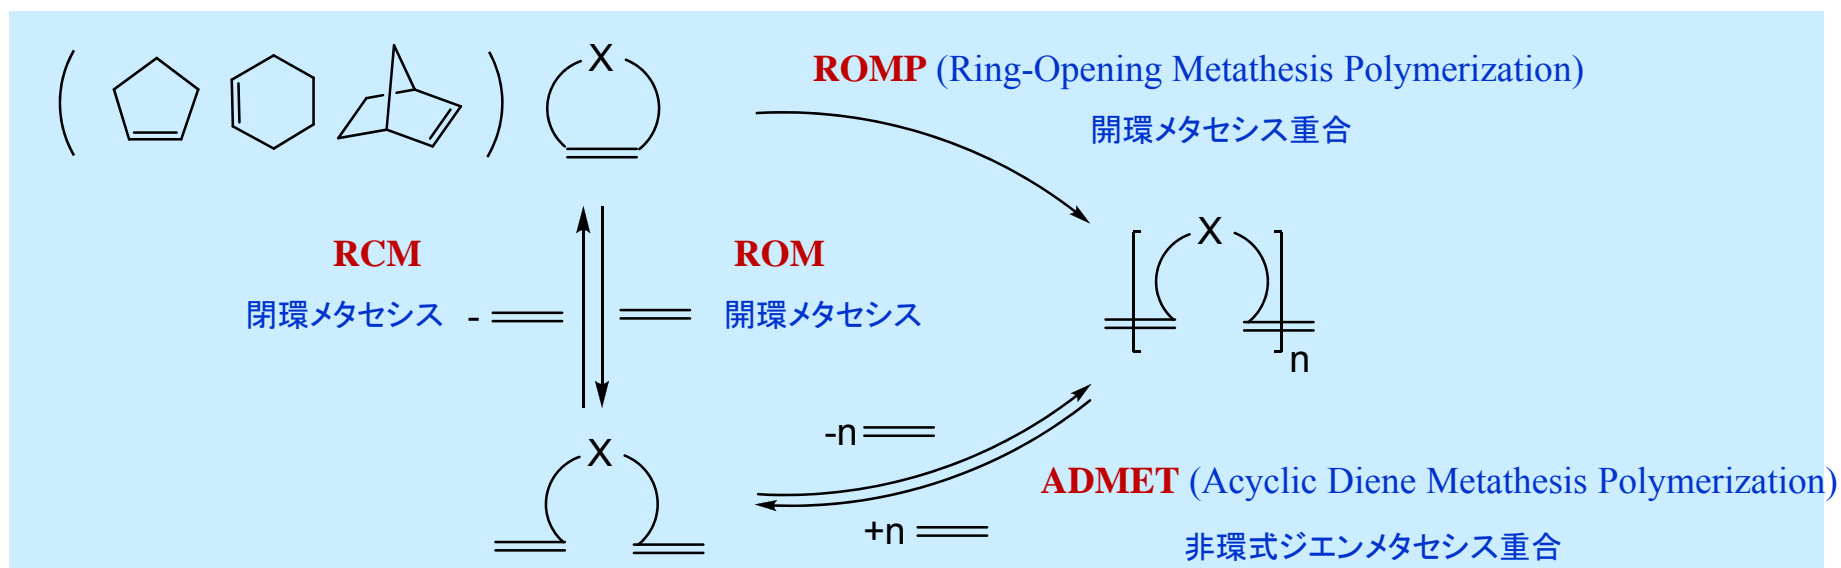 X
ROMP (Ring-Opening Metathesis Polymerization)
開環メタセシス重合
RCM
閉環メタセシス
-
ROM
開環メタセシス
X
n
X
-n
+n
ADMET (Acyclic Diene Metathesis Polymerization)
非環式ジエンメタセシス重合